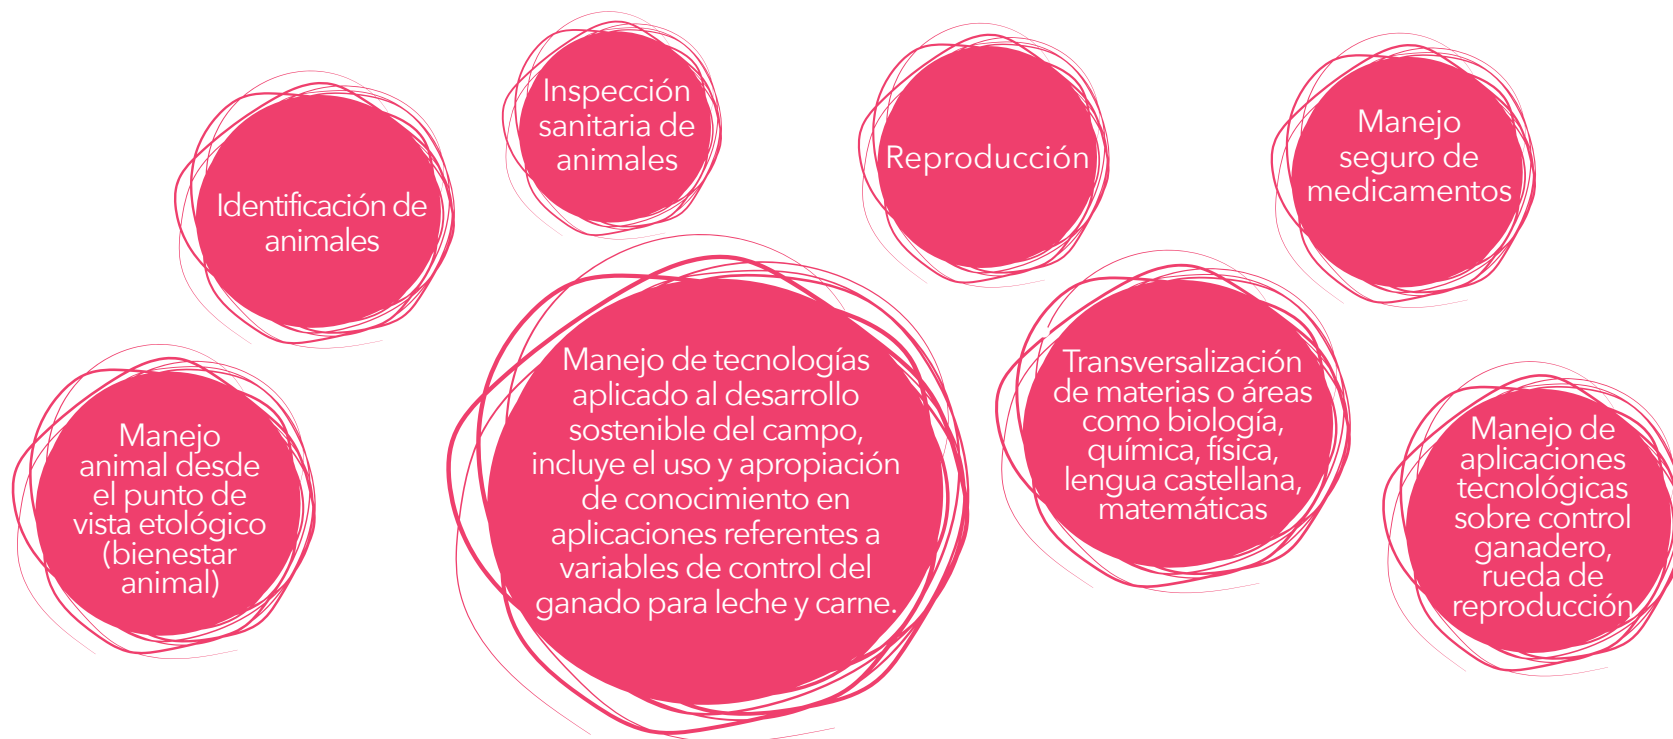 Inspección
sanitaria de
animales
Reproducción
Manejo
seguro de
medicamentos
Identificación de
animales
Manejo
animal desde
el punto de
vista etológico
(bienestar
animal)
Manejo de tecnologías
aplicado al desarrollo
sostenible del campo,
incluye el uso y apropiación
de conocimiento en
aplicaciones referentes a
variables de control del
ganado para leche y carne.
Transversalización
de materias o áreas
como biología,
química, física,
lengua castellana,
matemáticas
Manejo de
aplicaciones
tecnológicas
sobre control
ganadero,
rueda de
reproducción